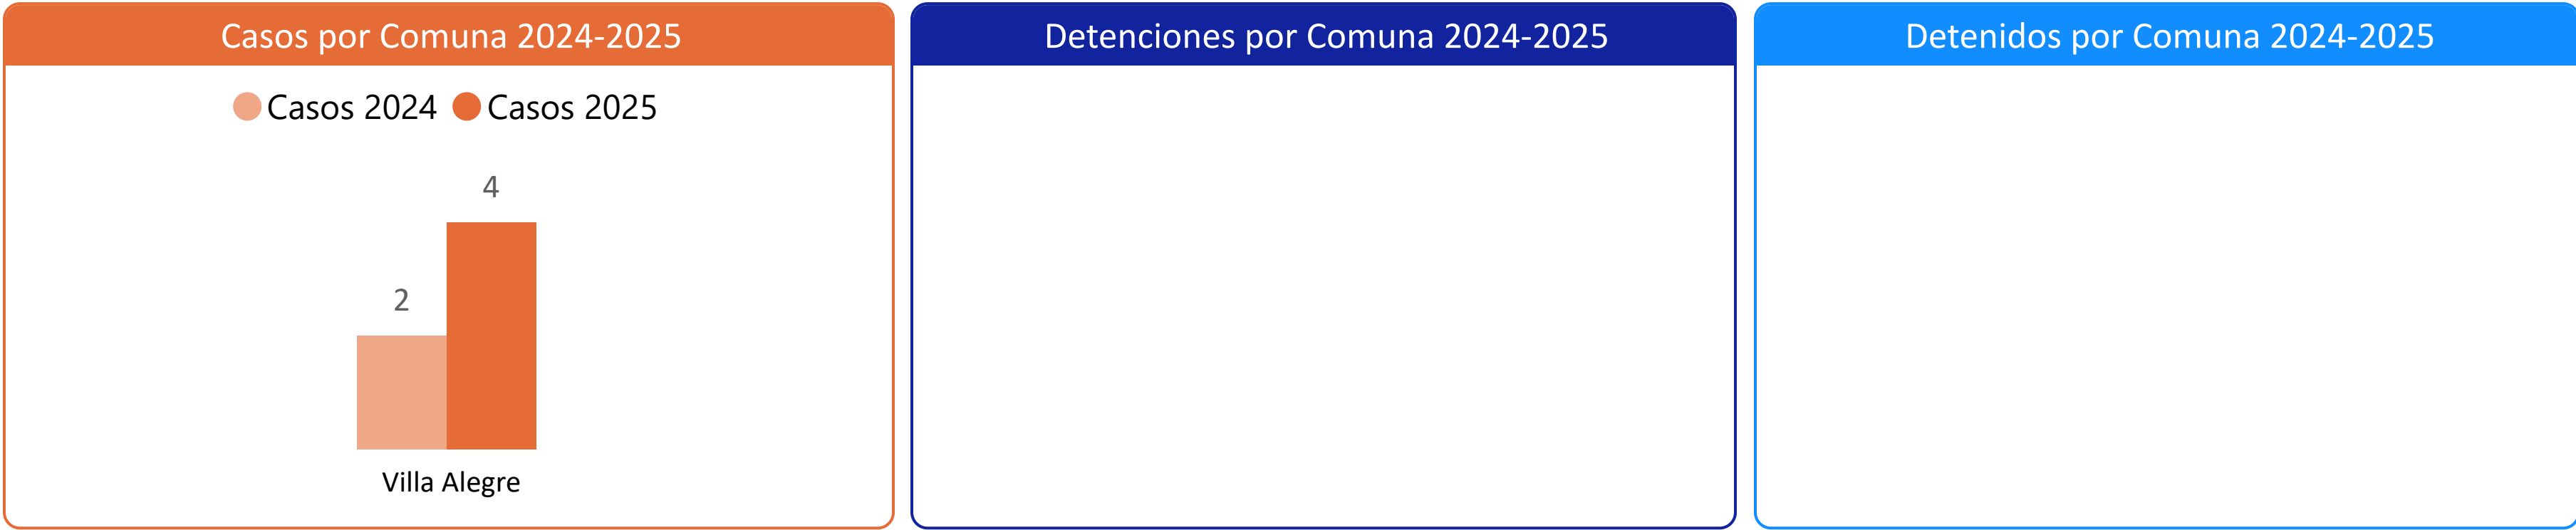 Casos por Comuna 2024-2025
Casos 2024 Casos 2025
4
2
Villa Alegre
Detenciones por Comuna 2024-2025
Detenidos por Comuna 2024-2025